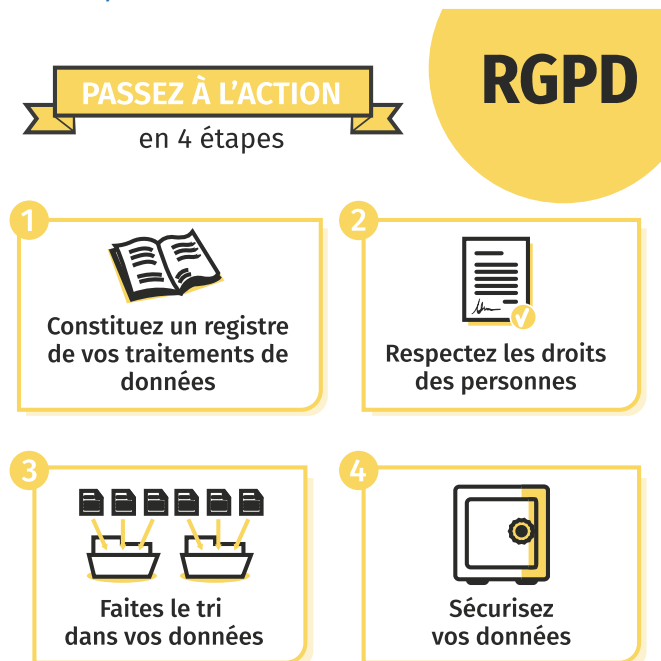 PASSEZ À L'ACTION
en 4 étapes
RGPD
1
Constituez un registre
de vos traitements de
données
2
Respectez les droits
des personnes
3
Faites le tri
dans vos données
4
Sécurisez
vos données